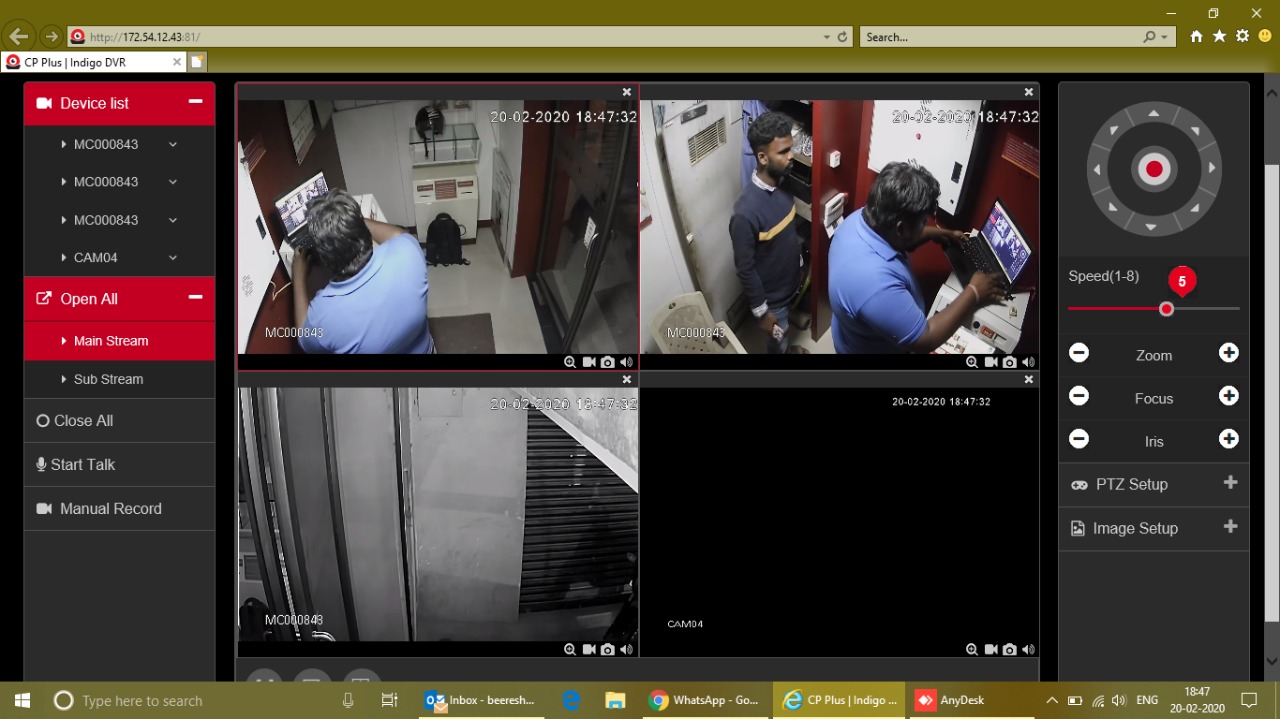 http://172.54.12.43:81/
Search...
CP Plus | Indigo DVR
Device list
MC000843
MC000843
MC000843
CAM04
Open All
Main Stream
Sub Stream
Close All
Start Talk
Manual Record
20-02-2020 18:47:32
MC000843
20-02-2020 18:47:32
MC000843
20-02-2020 18:47:32
MC000843
20-02-2020 18:47:32
CAM04
Speed(1-8)
5
Zoom
Focus
Iris
PTZ Setup
Image Setup
Type here to search
Inbox - beeresh...
WhatsApp - Go...
CP Plus | Indigo ...
AnyDesk
ENG
18:47
20-02-2020